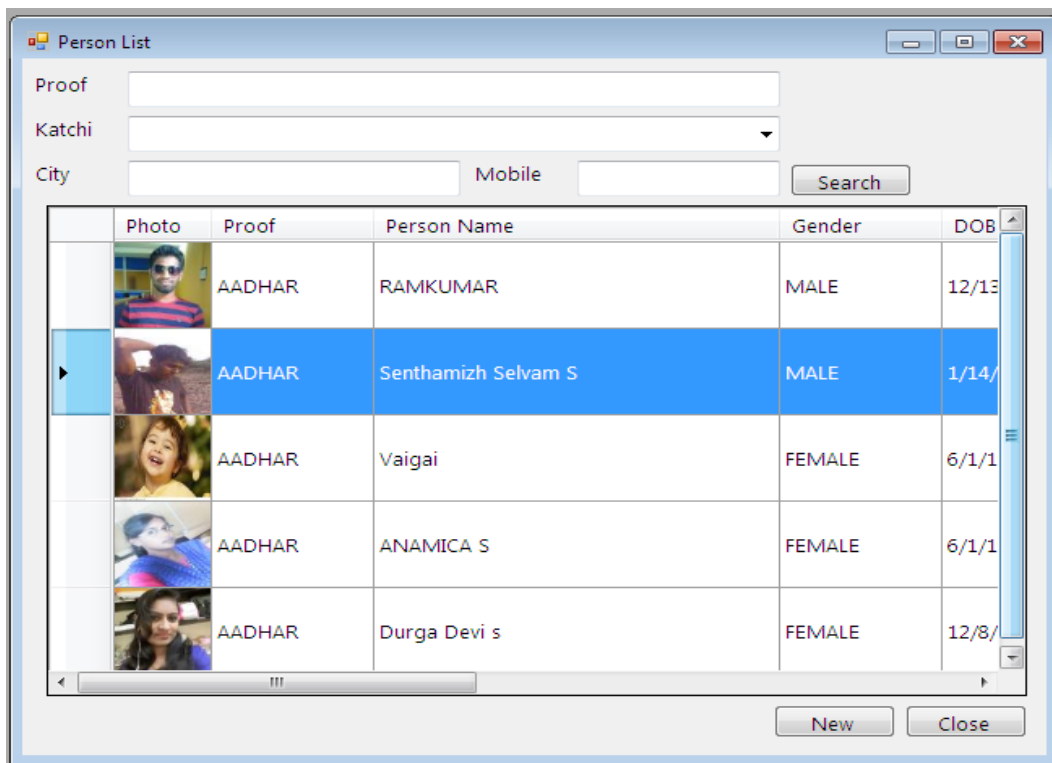 Person List
Proof
Katchi
City Mobile Search
Photo Proof Person Name Gender DOB
AADHAR RAMKUMAR MALE 12/13
AADHAR Senthamizh Selvam S MALE 1/14/
AADHAR Vaigai FEMALE 6/1/1
AADHAR ANAMICA S FEMALE 6/1/1
AADHAR Durga Devi s FEMALE 12/8/
New Close